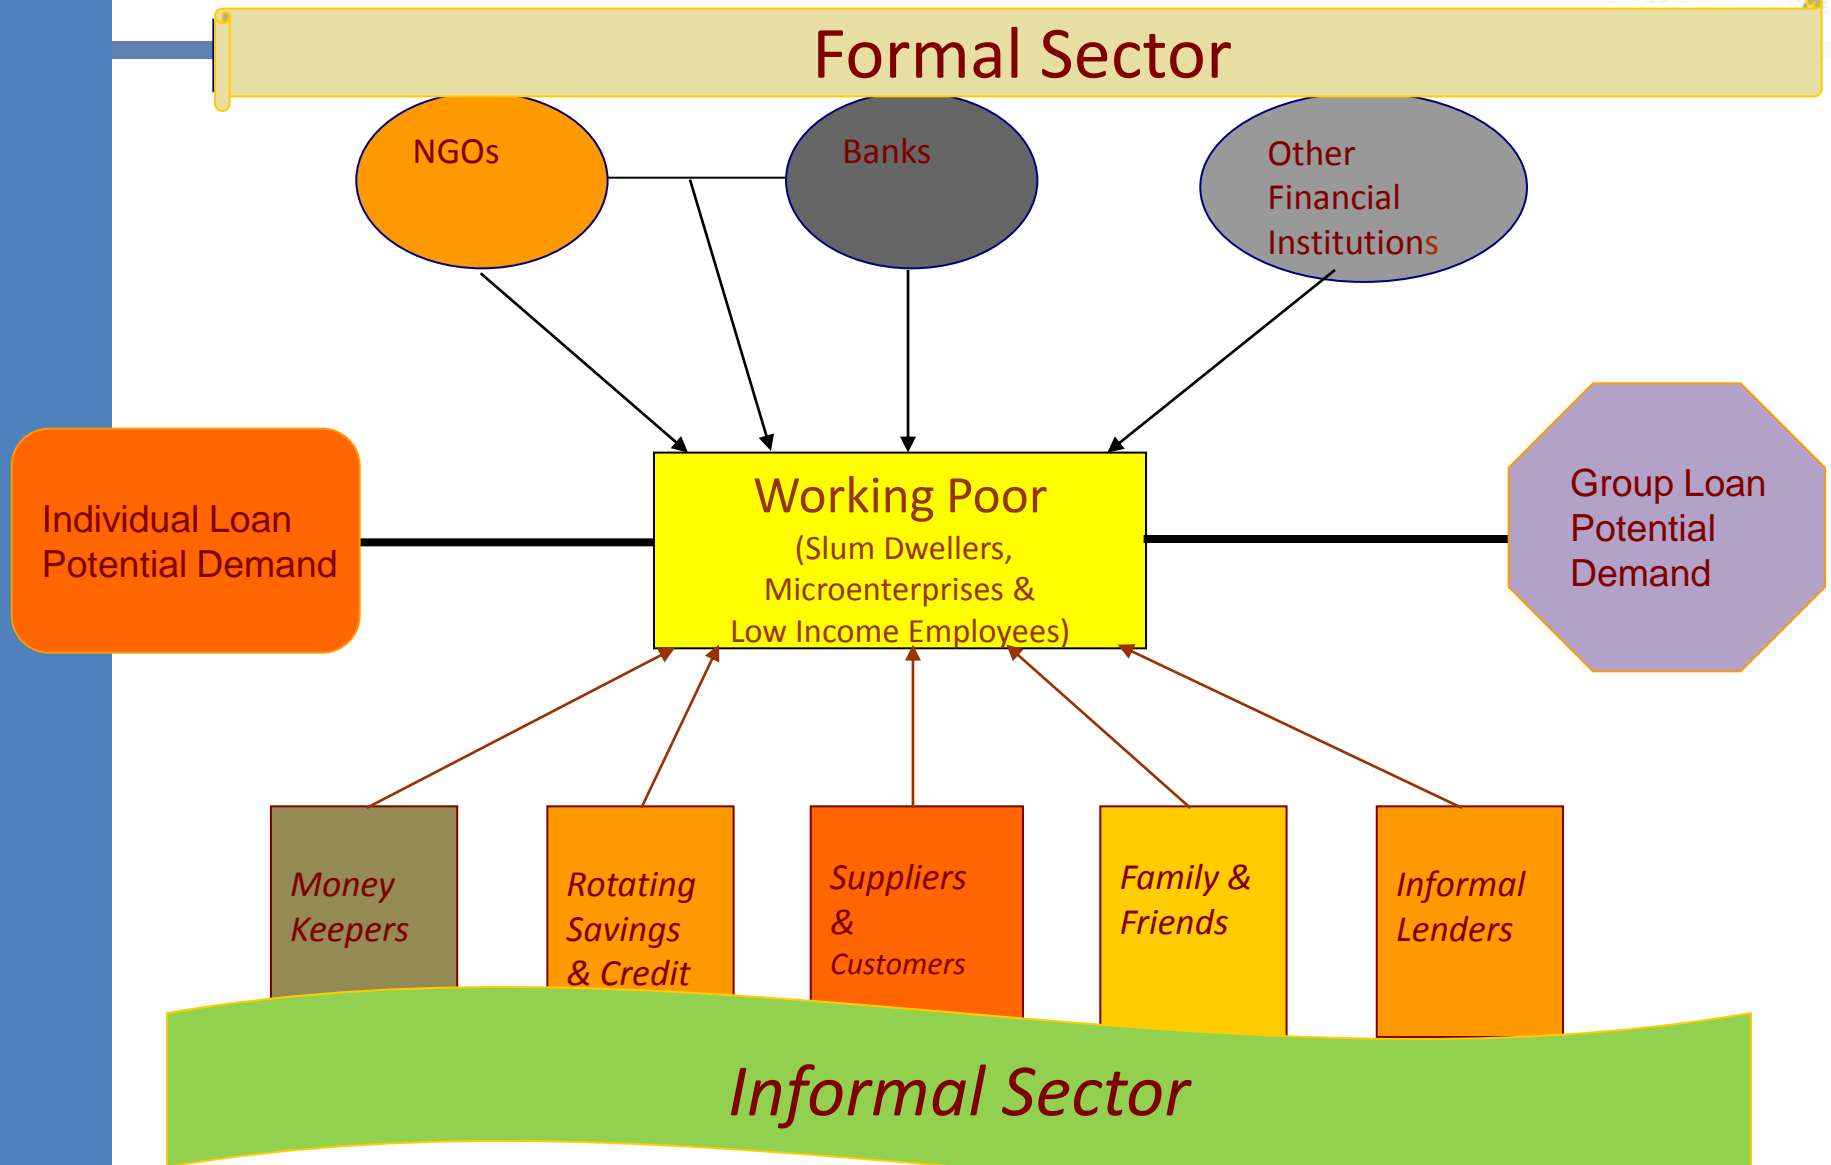 Formal Sector
NGOs
Banks
Other
Financial
Institutions
Individual Loan
Potential Demand
Working Poor
(Slum Dwellers,
Microenterprises &
Low Income Employees)
Group Loan
Potential
Demand
Money
Keepers
Rotating
Savings
& Credit
Suppliers
&
Customers
Family &
Friends
Informal
Lenders
Informal Sector